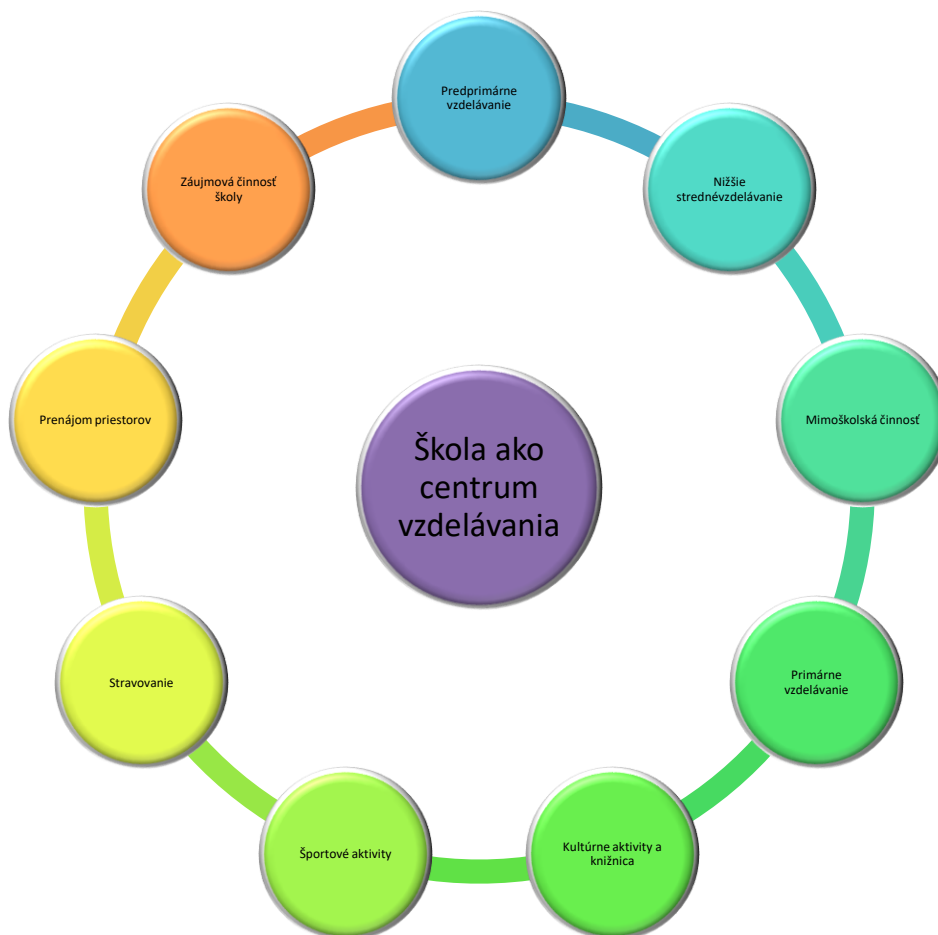 Predprimárne
vzdelávanie
Nižšie
strednévzdelávanie
Mimoškolská činnosť
Primárne
vzdelávanie
Kultúrne aktivity a
knižnica
Športové aktivity
Stravovanie
Prenájom priestorov
Záujmová činnosť
školy
Škola ako
centrum
vzdelávania